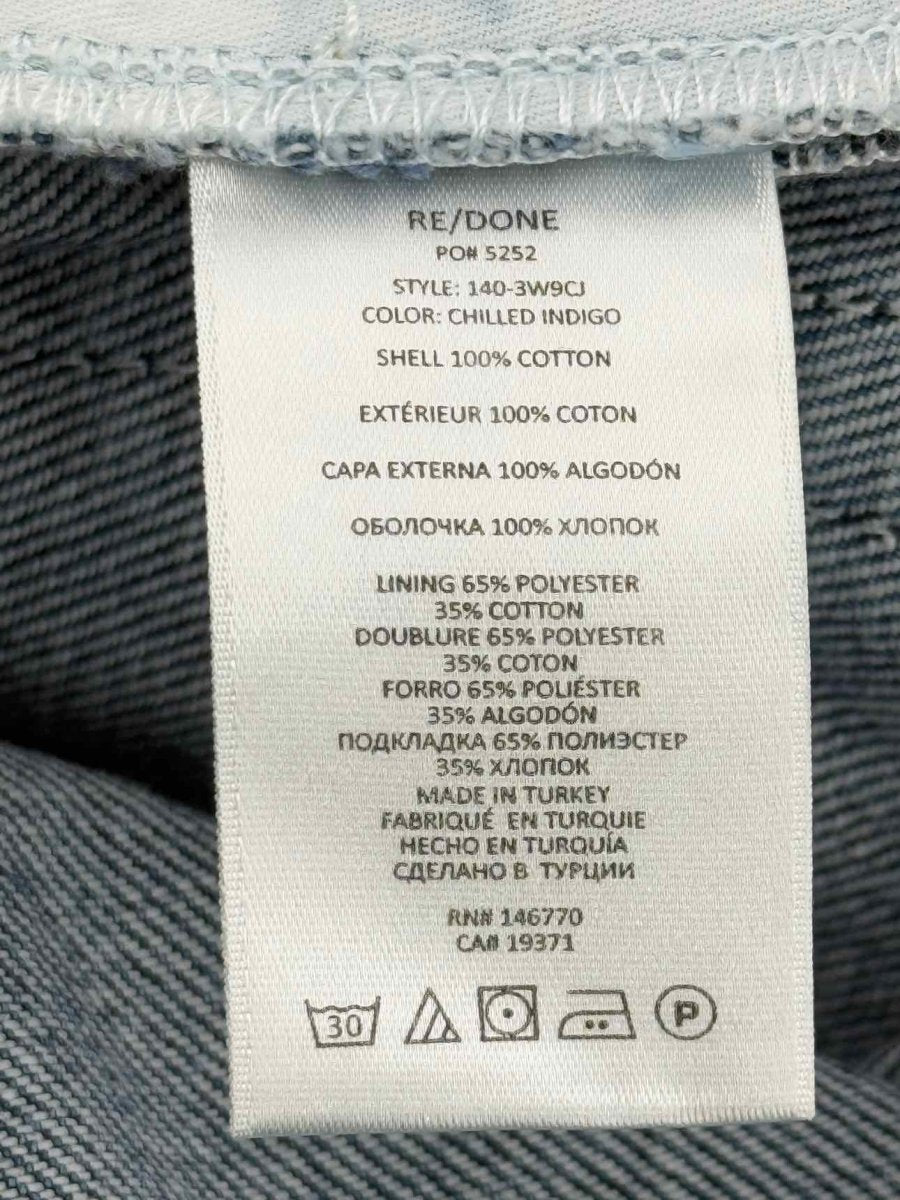 RE/DONE
PO# 5252
STYLE: 140-3W9CJ
COLOR: CHILLED INDIGO
SHELL 100% COTTON
EXTÉRIEUR 100% COTON
CAPA EXTERNA 100% ALGODÓN
ОБОЛОЧКА 100% ХЛОПОК
LINING 65% POLYESTER
35% COTTON
DOUBLURE 65% POLYESTER
35% COTON
FORRO 65% POLIÉSTER
35% ALGODÓN
ПОДКЛАДКА 65% ПОЛИЭСТЕР
35% ХЛОПОК
MADE IN TURKEY
FABRIQUÉ EN TURQUIE
HECHO EN TURQUÍA
СДЕЛАНО В ТУРЦИИ
RN# 146770
CA# 19371
30 P